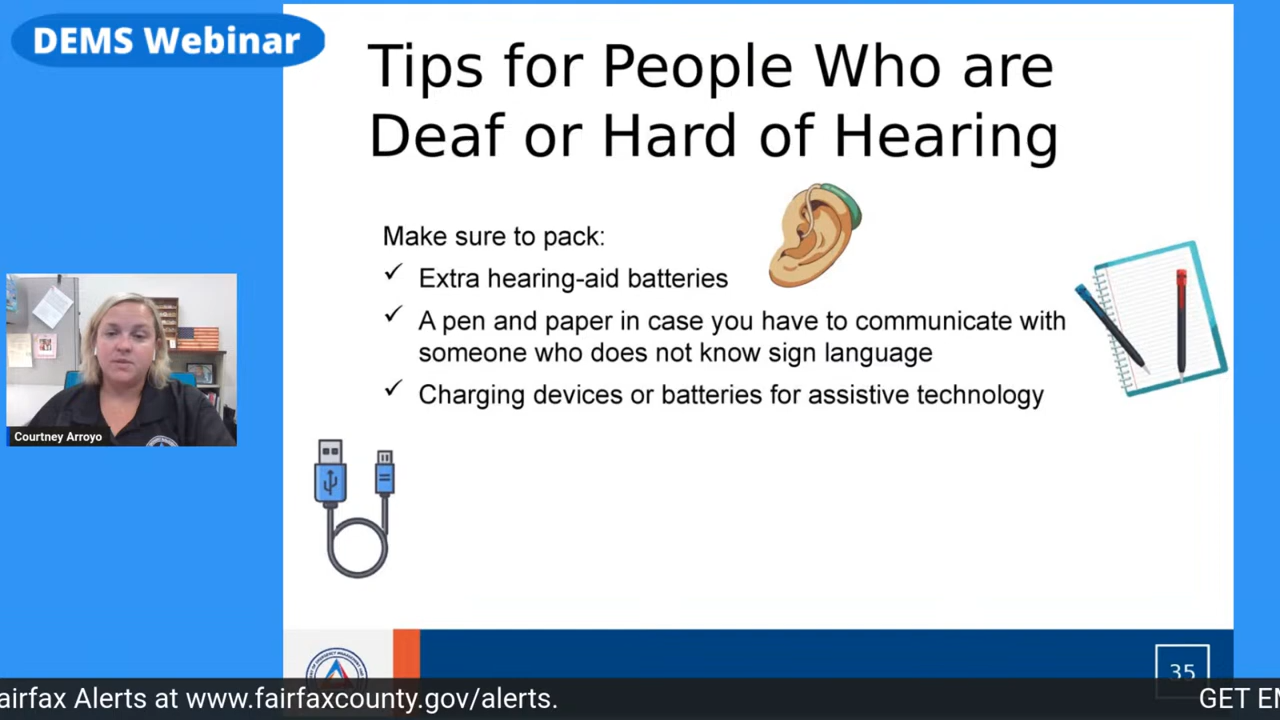 DEMS Webinar
Tips for People Who are
Deaf or Hard of Hearing
Make sure to pack:
✓ Extra hearing-aid batteries
✓ A pen and paper in case you have to communicate with
someone who does not know sign language
✓ Charging devices or batteries for assistive technology
Courtney Arroyo
35
airfax Alerts at www.fairfaxcounty.gov/alerts.
GET EM